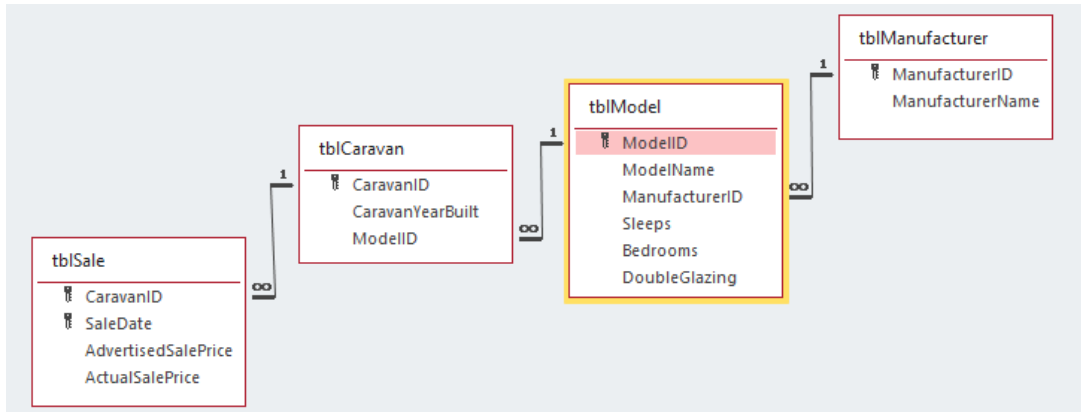 tblSale
CaravanID
SaleDate
AdvertisedSalePrice
ActualSalePrice
∞
1
tblCaravan
CaravanID
CaravanYearBuilt
ModelID
∞
1
tblModel
ModelID
ModelName
ManufacturerID
Sleeps
Bedrooms
DoubleGlazing
∞
1
tblManufacturer
ManufacturerID
ManufacturerName